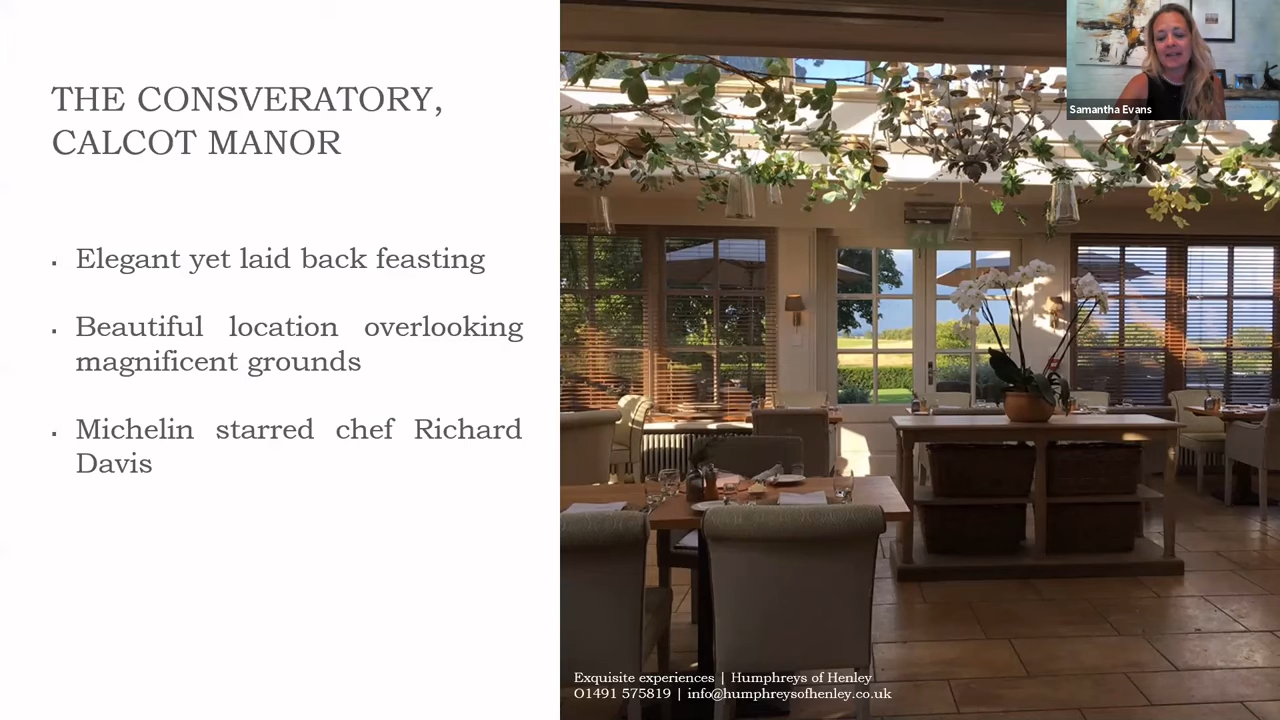 THE CONSVERATORY,
CALCOT MANOR
▪ Elegant yet laid back feasting
▪ Beautiful location overlooking
magnificent grounds
▪ Michelin starred chef Richard
Davis
Samantha Evans
Exquisite experiences | Humphreys of Henley
O1491 575819 | info@humphreysofhenley.co.uk